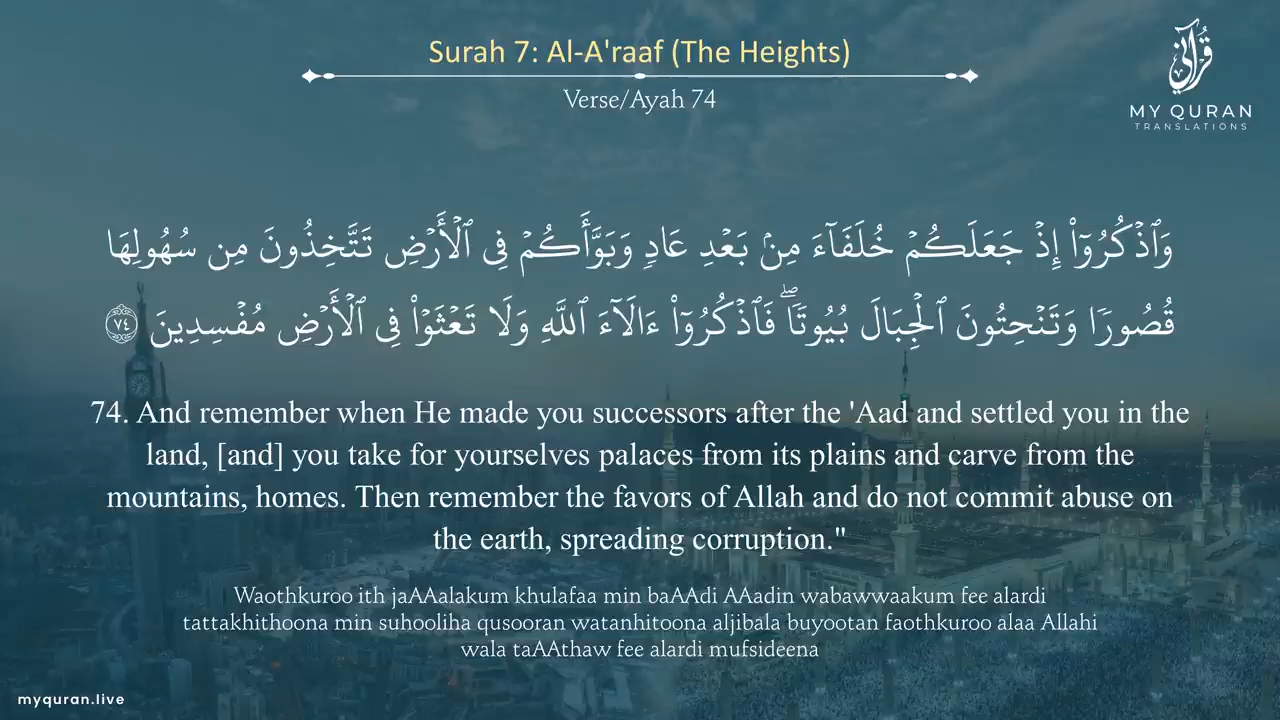 Surah 7: Al-A'raaf (The Heights)
Verse/Ayah 74
قرآني
MY QURAN
TRANSLATIONS
وَٱذۡكُرُوٓاْ إِذۡ جَعَلَكُمۡ خُلَفَآءَ مِنۢ بَعۡدِ عَادٖ وَبَوَّأَكُمۡ فِي ٱلۡأَرۡضِ تَتَّخِذُونَ مِن سُهُولِهَا
قُصُورٗا وَتَنۡحِتُونَ ٱلۡجِبَالَ بُيُوتٗاۖ فَٱذۡكُرُوٓاْ ءَالَآءَ ٱللَّهِ وَلَا تَعۡثَوۡاْ فِي ٱلۡأَرۡضِ مُفۡسِدِينَ ٧٤
74. And remember when He made you successors after the 'Aad and settled you in the
land, [and] you take for yourselves palaces from its plains and carve from the
mountains, homes. Then remember the favors of Allah and do not commit abuse on
the earth, spreading corruption."
Waothkuroo ith jaAAalakum khulafaa min baAAdi AAadin wabawwaakum fee alardi
tattakhithoona min suhooliha qusooran watanhitoona aljibala buyootan faothkuroo alaa Allahi
wala taAAthaw fee alardi mufsideena
myquran.live